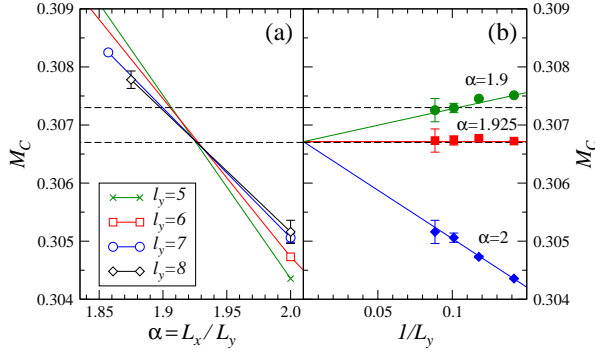 0.309
0.308
0.307
0.306
0.305
0.304
M_C
(a)
l_y=5
l_y=6
l_y=7
l_y=8
1.85
1.90
1.95
2.0
α = L_x / L_y
(b)
α=1.9
α=1.925
α=2
0.05
0.1
1/L_y
0.309
0.308
0.307
0.306
0.305
0.304
M_C